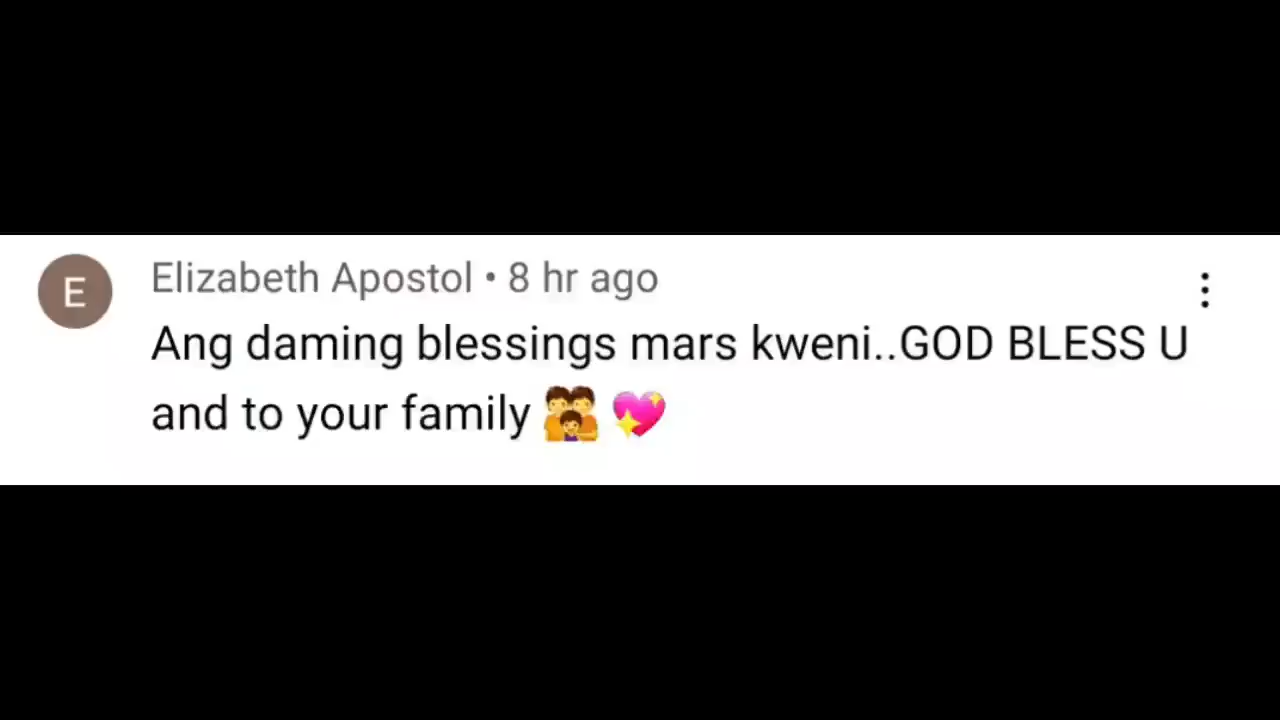 E
Elizabeth Apostol • 8 hr ago
Ang daming blessings mars kweni..GOD BLESS U
and to your family 👨‍👩‍👦 💖